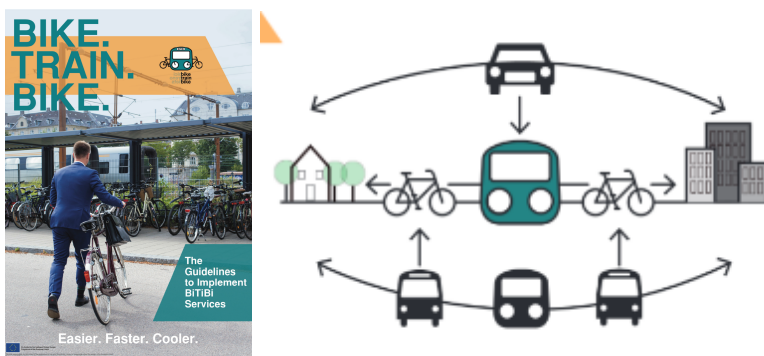 BIKE.
TRAIN.
BIKE.
bike
train
bike
The
Guidelines
to Implement
BiTiBi
Services
Easier. Faster. Cooler.